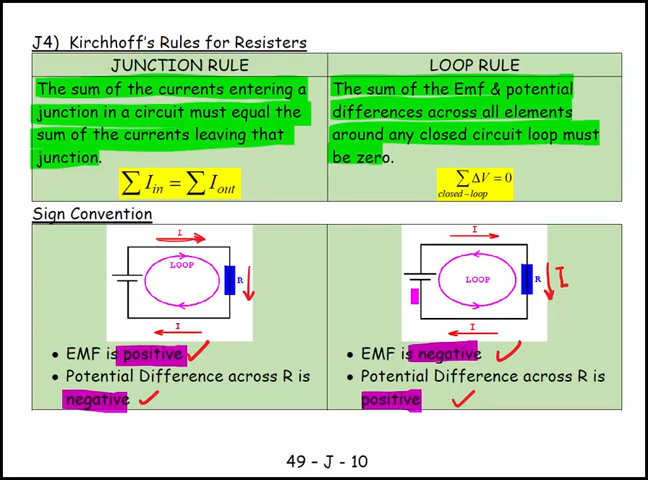 J4) Kirchhoff's Rules for Resisters
JUNCTION RULE
The sum of the currents entering a
junction in a circuit must equal the
sum of the currents leaving that
junction.
∑ I_in = ∑ I_out
LOOP RULE
The sum of the Emf & potential
differences across all elements
around any closed circuit loop must
be zero.
∑ ΔV = 0
closed-loop
Sign Convention
I
LOOP
R
I
• EMF is positive
• Potential Difference across R is
negative
I
LOOP
R
I
I
• EMF is negative
• Potential Difference across R is
positive
49 – J - 10